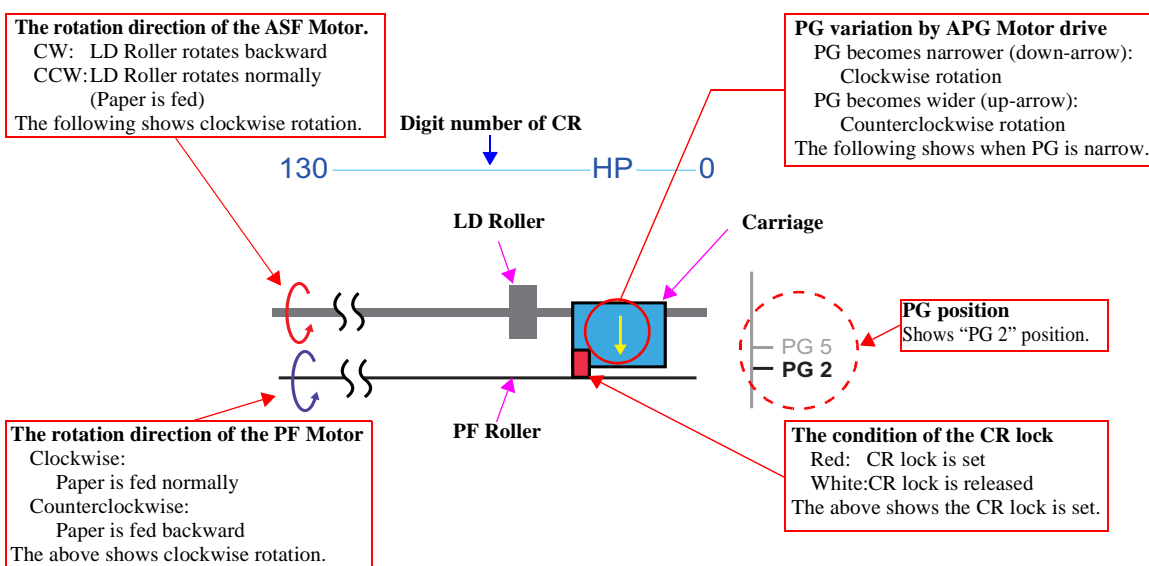 The rotation direction of the ASF Motor.
CW: LD Roller rotates backward
CCW:LD Roller rotates normally
(Paper is fed)
The following shows clockwise rotation.
PG variation by APG Motor drive
PG becomes narrower (down-arrow):
Clockwise rotation
PG becomes wider (up-arrow):
Counterclockwise rotation
The following shows when PG is narrow.
Digit number of CR
130 HP 0
LD Roller
Carriage
PG position
Shows “PG 2” position.
PG 5
PG 2
PF Roller
The rotation direction of the PF Motor
Clockwise:
Paper is fed normally
Counterclockwise:
Paper is fed backward
The above shows clockwise rotation.
The condition of the CR lock
Red: CR lock is set
White:CR lock is released
The above shows the CR lock is set.